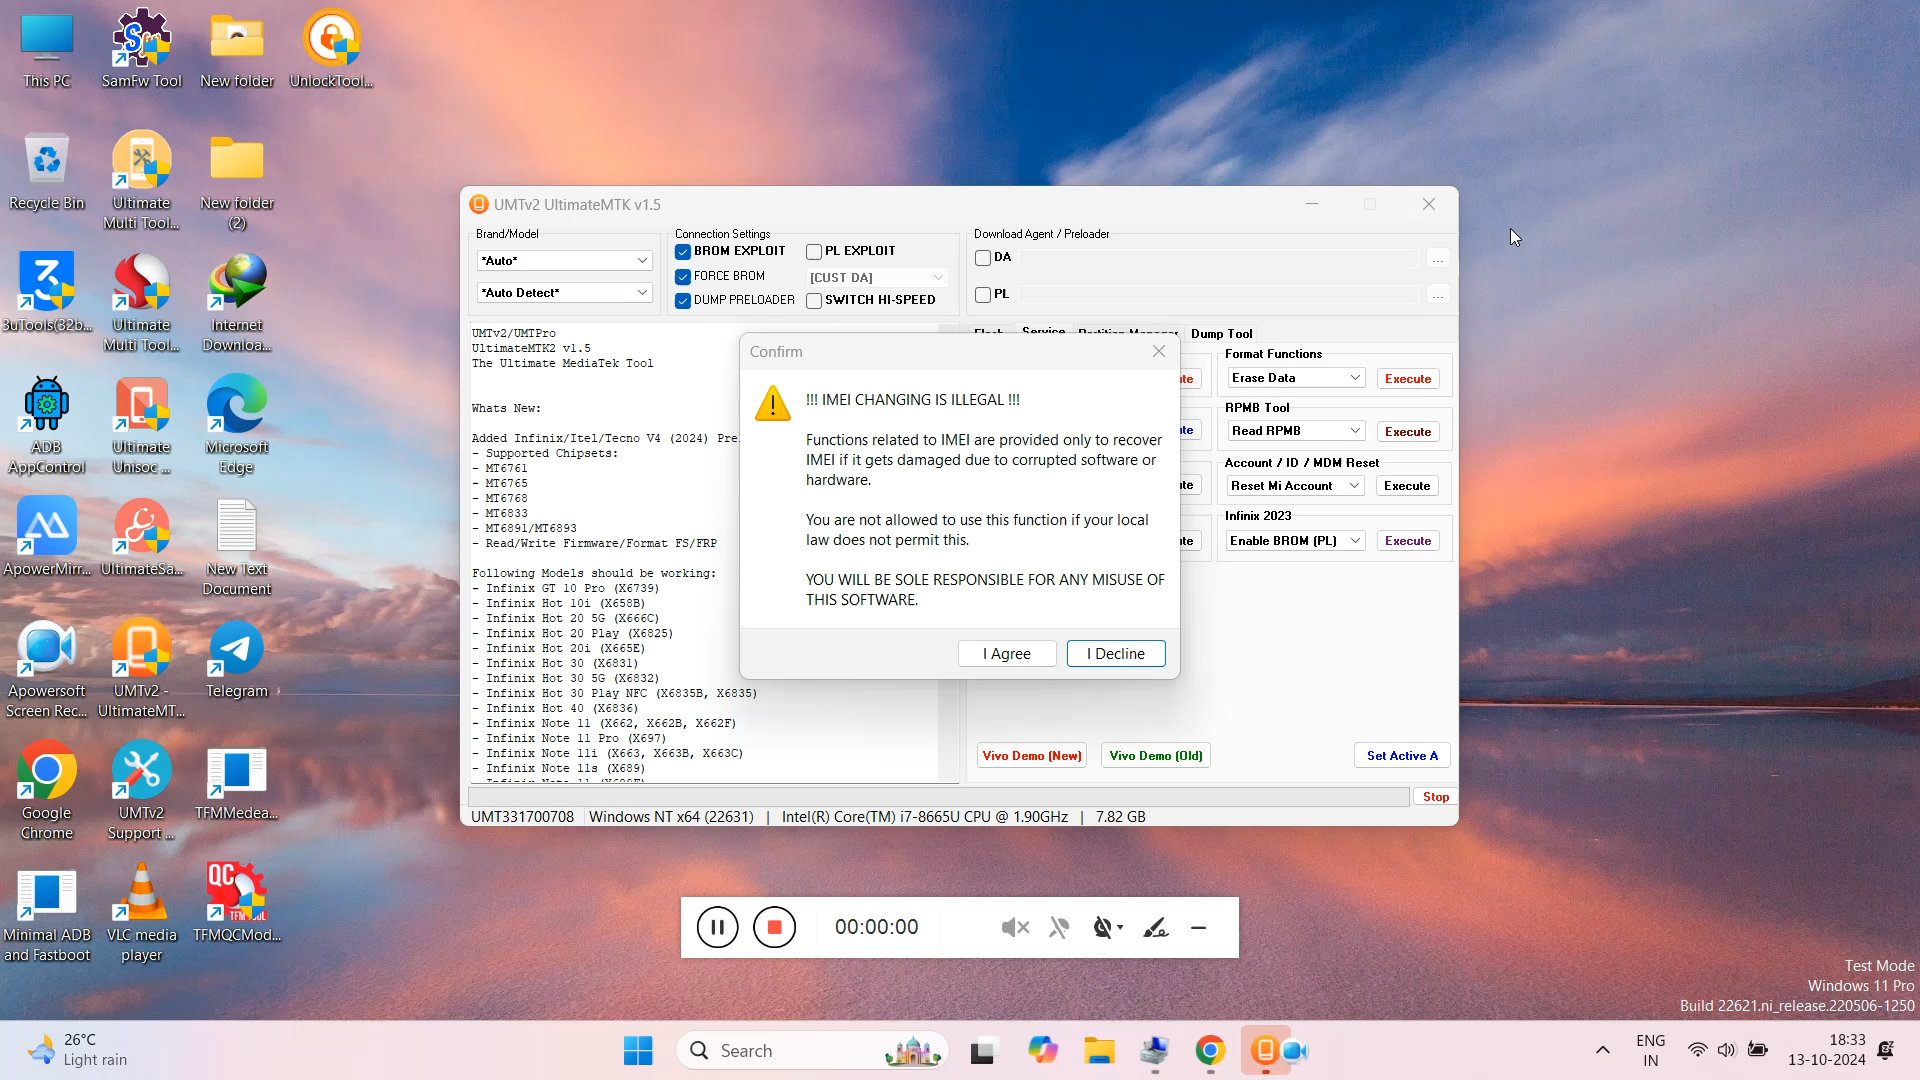 This PC
SamFw Tool
New folder
UnlockTool...
Recycle Bin
Ultimate
Multi Tool...
New folder
(2)
3uTools(32b...
Ultimate
Multi Tool...
Internet
Downloa...
ADB
AppControl
Ultimate
Unisoc ...
Microsoft
Edge
ApowerMirr...
UltimateSa...
New Text
Document
Apowersoft
Screen Rec...
UMTv2 -
UltimateMT...
Telegram
Google
Chrome
UMTv2
Support ...
TFMMedea...
Minimal ADB
and Fastboot
VLC media
player
QC
TFM TOOL
TFMQCMod...
UMTv2 UltimateMTK v1.5
Brand/Model
*Auto*
*Auto Detect*
Connection Settings
BROM EXPLOIT
PL EXPLOIT
FORCE BROM
[CUST DA]
DUMP PRELOADER
SWITCH HI-SPEED
Download Agent / Preloader
DA
...
PL
...
UMTv2/UMTPro
UltimateMTK2 v1.5
The Ultimate MediaTek Tool
Whats New:
Added Infinix/Itel/Tecno V4 (2024) Pre
- Supported Chipsets:
- MT6761
- MT6765
- MT6768
- MT6833
- MT6891/MT6893
- Read/Write Firmware/Format FS/FRP
Following Models should be working:
- Infinix GT 10 Pro (X6739)
- Infinix Hot 10i (X658B)
- Infinix Hot 20 5G (X666C)
- Infinix Hot 20 Play (X6825)
- Infinix Hot 20i (X665E)
- Infinix Hot 30 (X6831)
- Infinix Hot 30 5G (X6832)
- Infinix Hot 30 Play NFC (X6835B, X6835)
- Infinix Hot 40 (X6836)
- Infinix Note 11 (X662, X662B, X662F)
- Infinix Note 11 Pro (X697)
- Infinix Note 11i (X663, X663B, X663C)
- Infinix Note 11s (X689)
Flash
Service
Partition Manager
Dump Tool
Format Functions
Erase Data
Execute
RPMB Tool
Read RPMB
Execute
Account / ID / MDM Reset
Reset Mi Account
Execute
Infinix 2023
Enable BROM (PL)
Execute
Vivo Demo (New)
Vivo Demo (Old)
Set Active A
Stop
UMT331700708
Windows NT x64 (22631) | Intel(R) Core(TM) i7-8665U CPU @ 1.90GHz | 7.82 GB
Confirm
!!! IMEI CHANGING IS ILLEGAL !!!
Functions related to IMEI are provided only to recover
IMEI if it gets damaged due to corrupted software or
hardware.
You are not allowed to use this function if your local
law does not permit this.
YOU WILL BE SOLE RESPONSIBLE FOR ANY MISUSE OF
THIS SOFTWARE.
I Agree
I Decline
00:00:00
Test Mode
Windows 11 Pro
Build 22621.ni_release.220506-1250
26°C
Light rain
Search
ENG
IN
18:33
13-10-2024